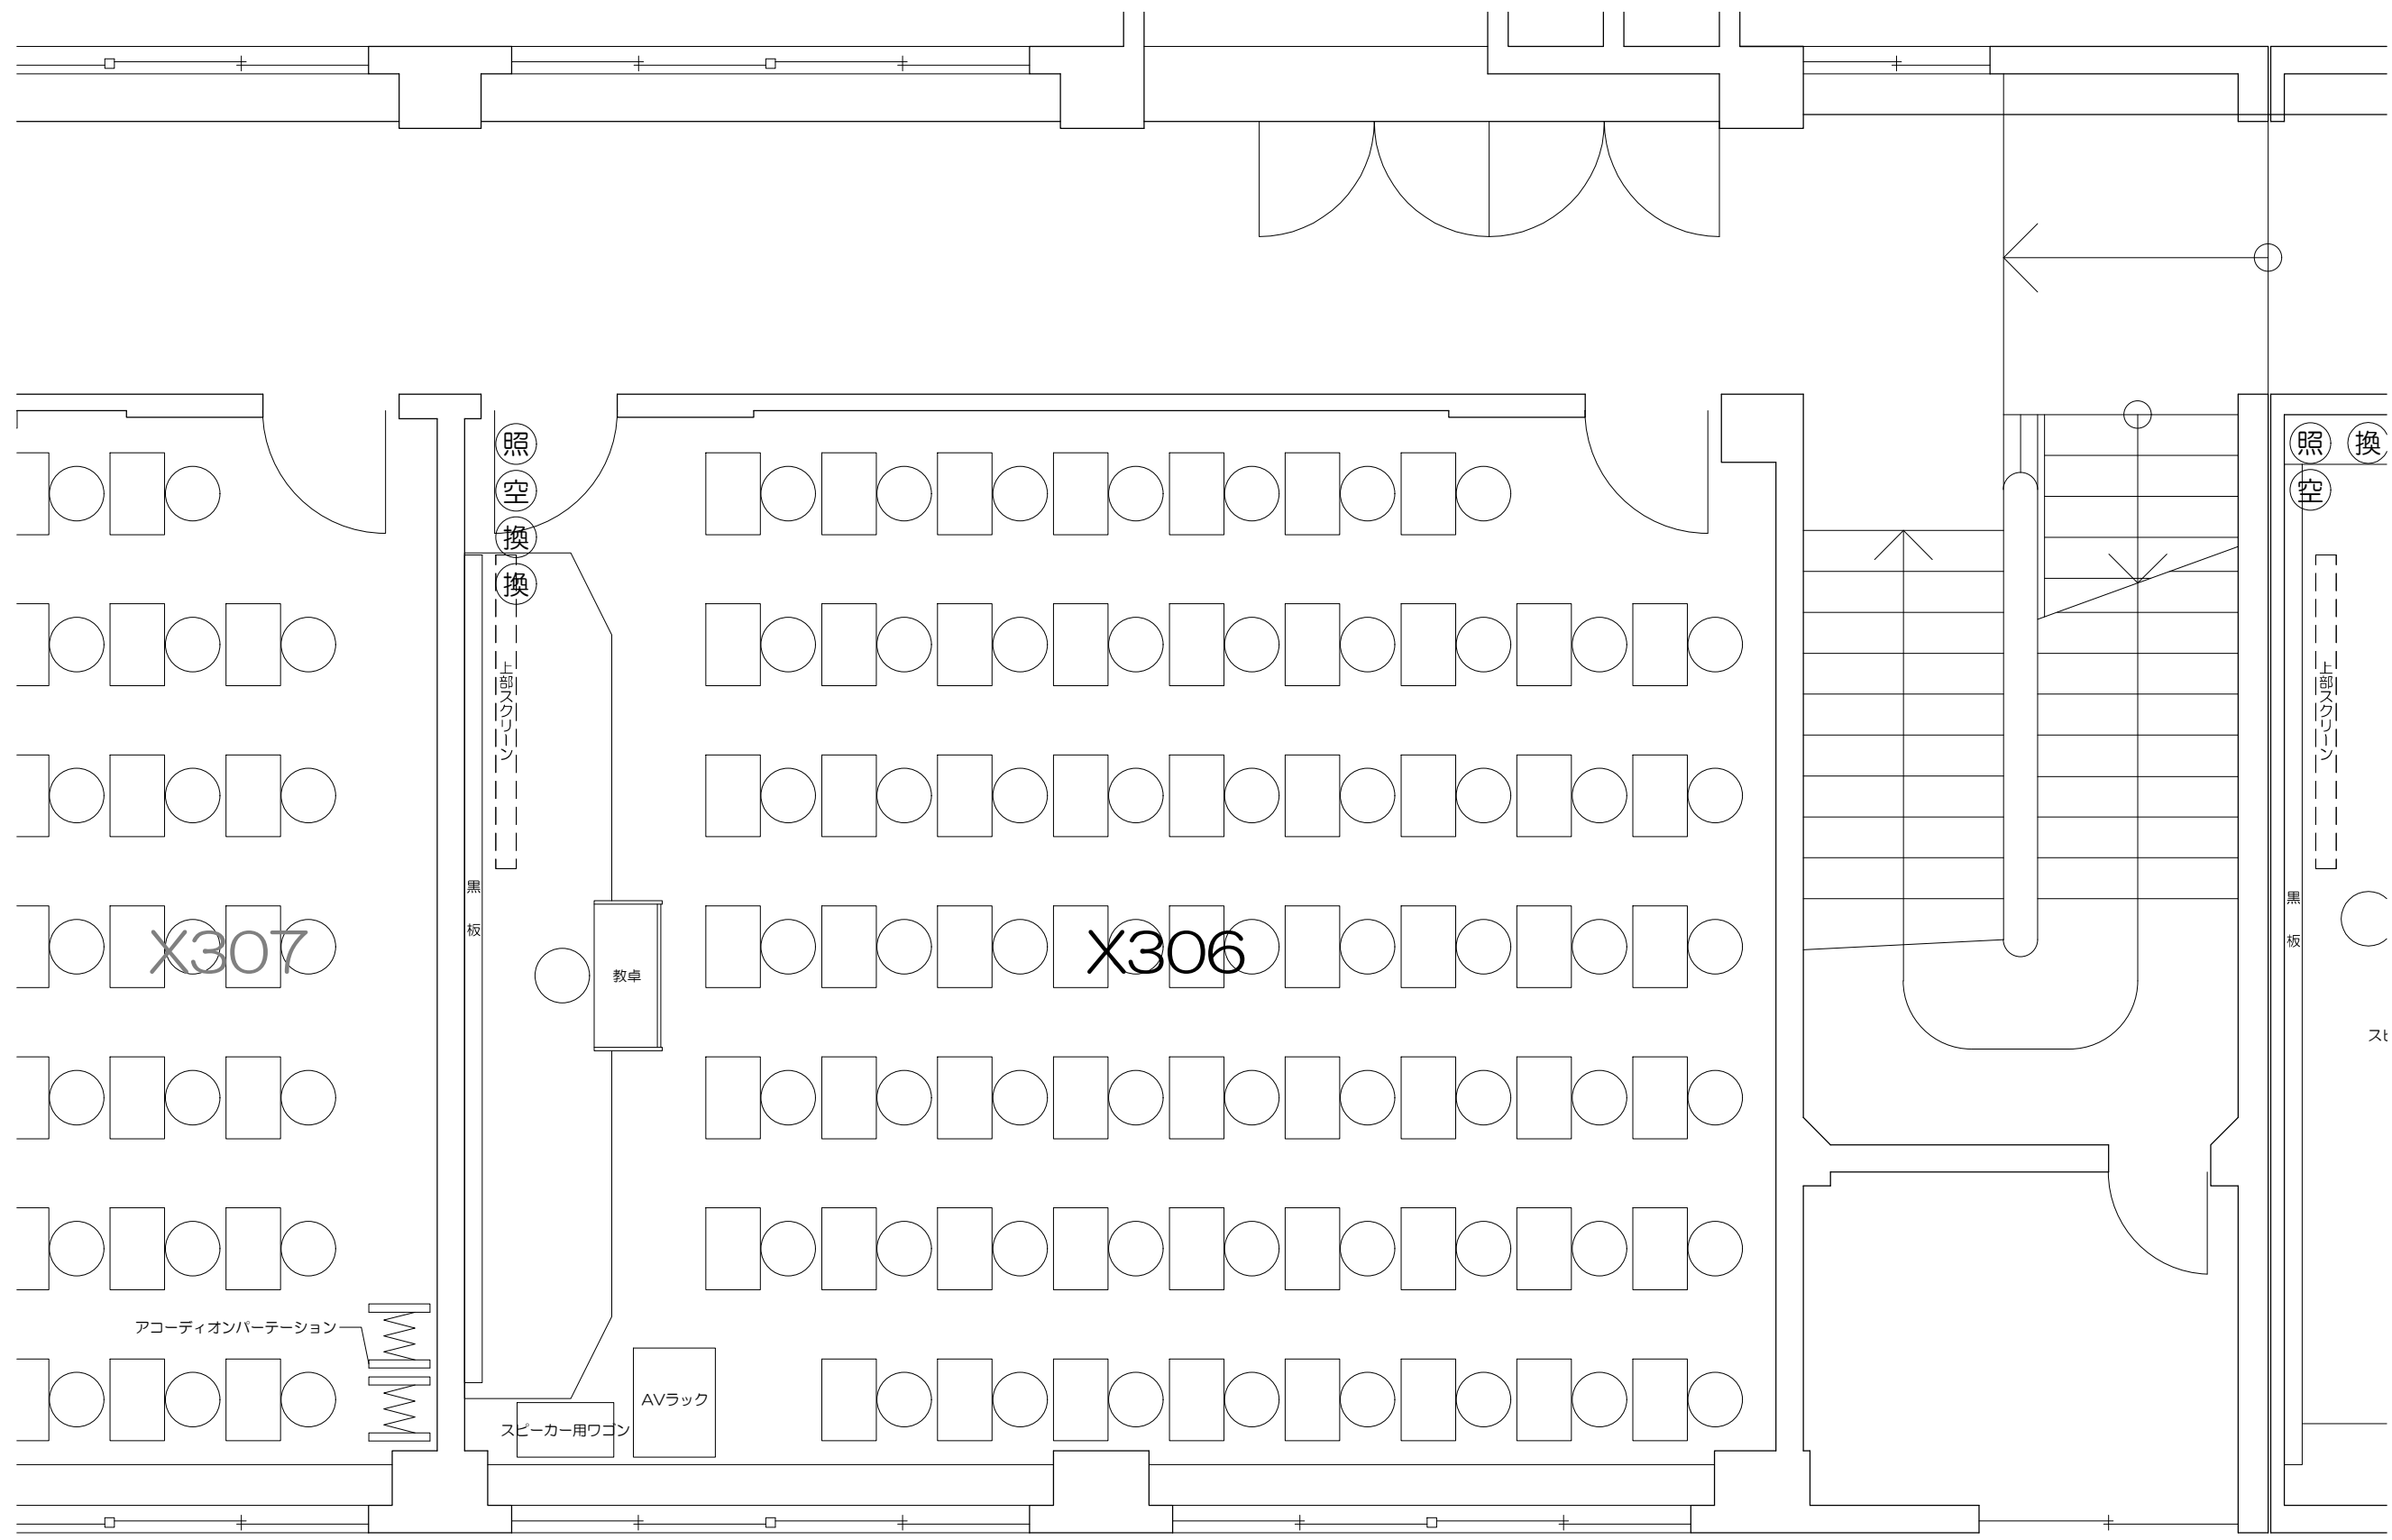 照
空
換
換
照
換
空
上部スクリーン
上部スクリーン
黒板
黒板
X307
X306
教卓
スピ
アコーディオンパーテーション
AVラック
スピーカー用ワゴン